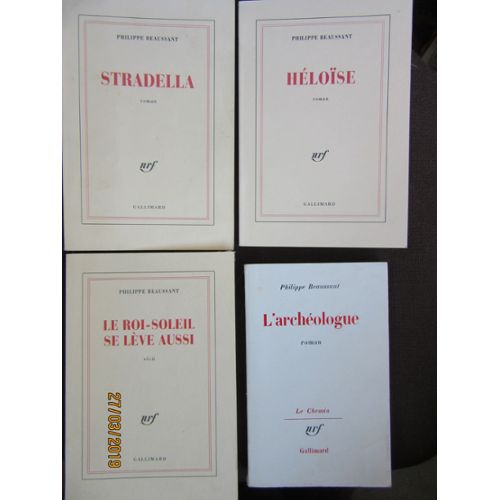 PHILIPPE BEAUSSANT
STRADELLA
roman
nrf
GALLIMARD
PHILIPPE BEAUSSANT
HÉLOÏSE
roman
nrf
GALLIMARD
PHILIPPE BEAUSSANT
LE ROI-SOLEIL
SE LÈVE AUSSI
récit
nrf
GALLIMARD
27/03/2019
Philippe Beaussant
L'archéologue
roman
Le Chemin
nrf
Gallimard